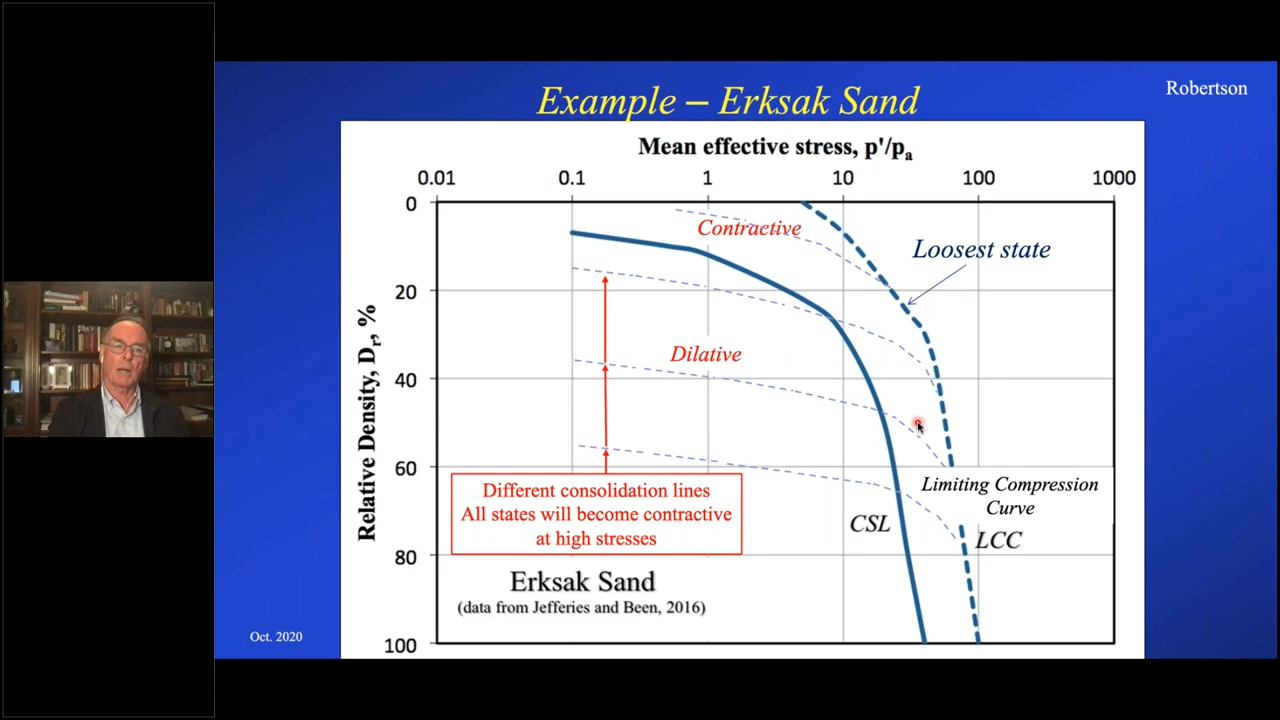 Robertson
Example – Erksak Sand
Mean effective stress, p'/pa
0.01 0.1 1 10 100 1000
0
20
40
60
80
100
Relative Density, Dr, %
Contractive
Loosest state
Dilative
Different consolidation lines
All states will become contractive
at high stresses
Limiting Compression
Curve
CSL
LCC
Erksak Sand
(data from Jefferies and Been, 2016)
Oct. 2020